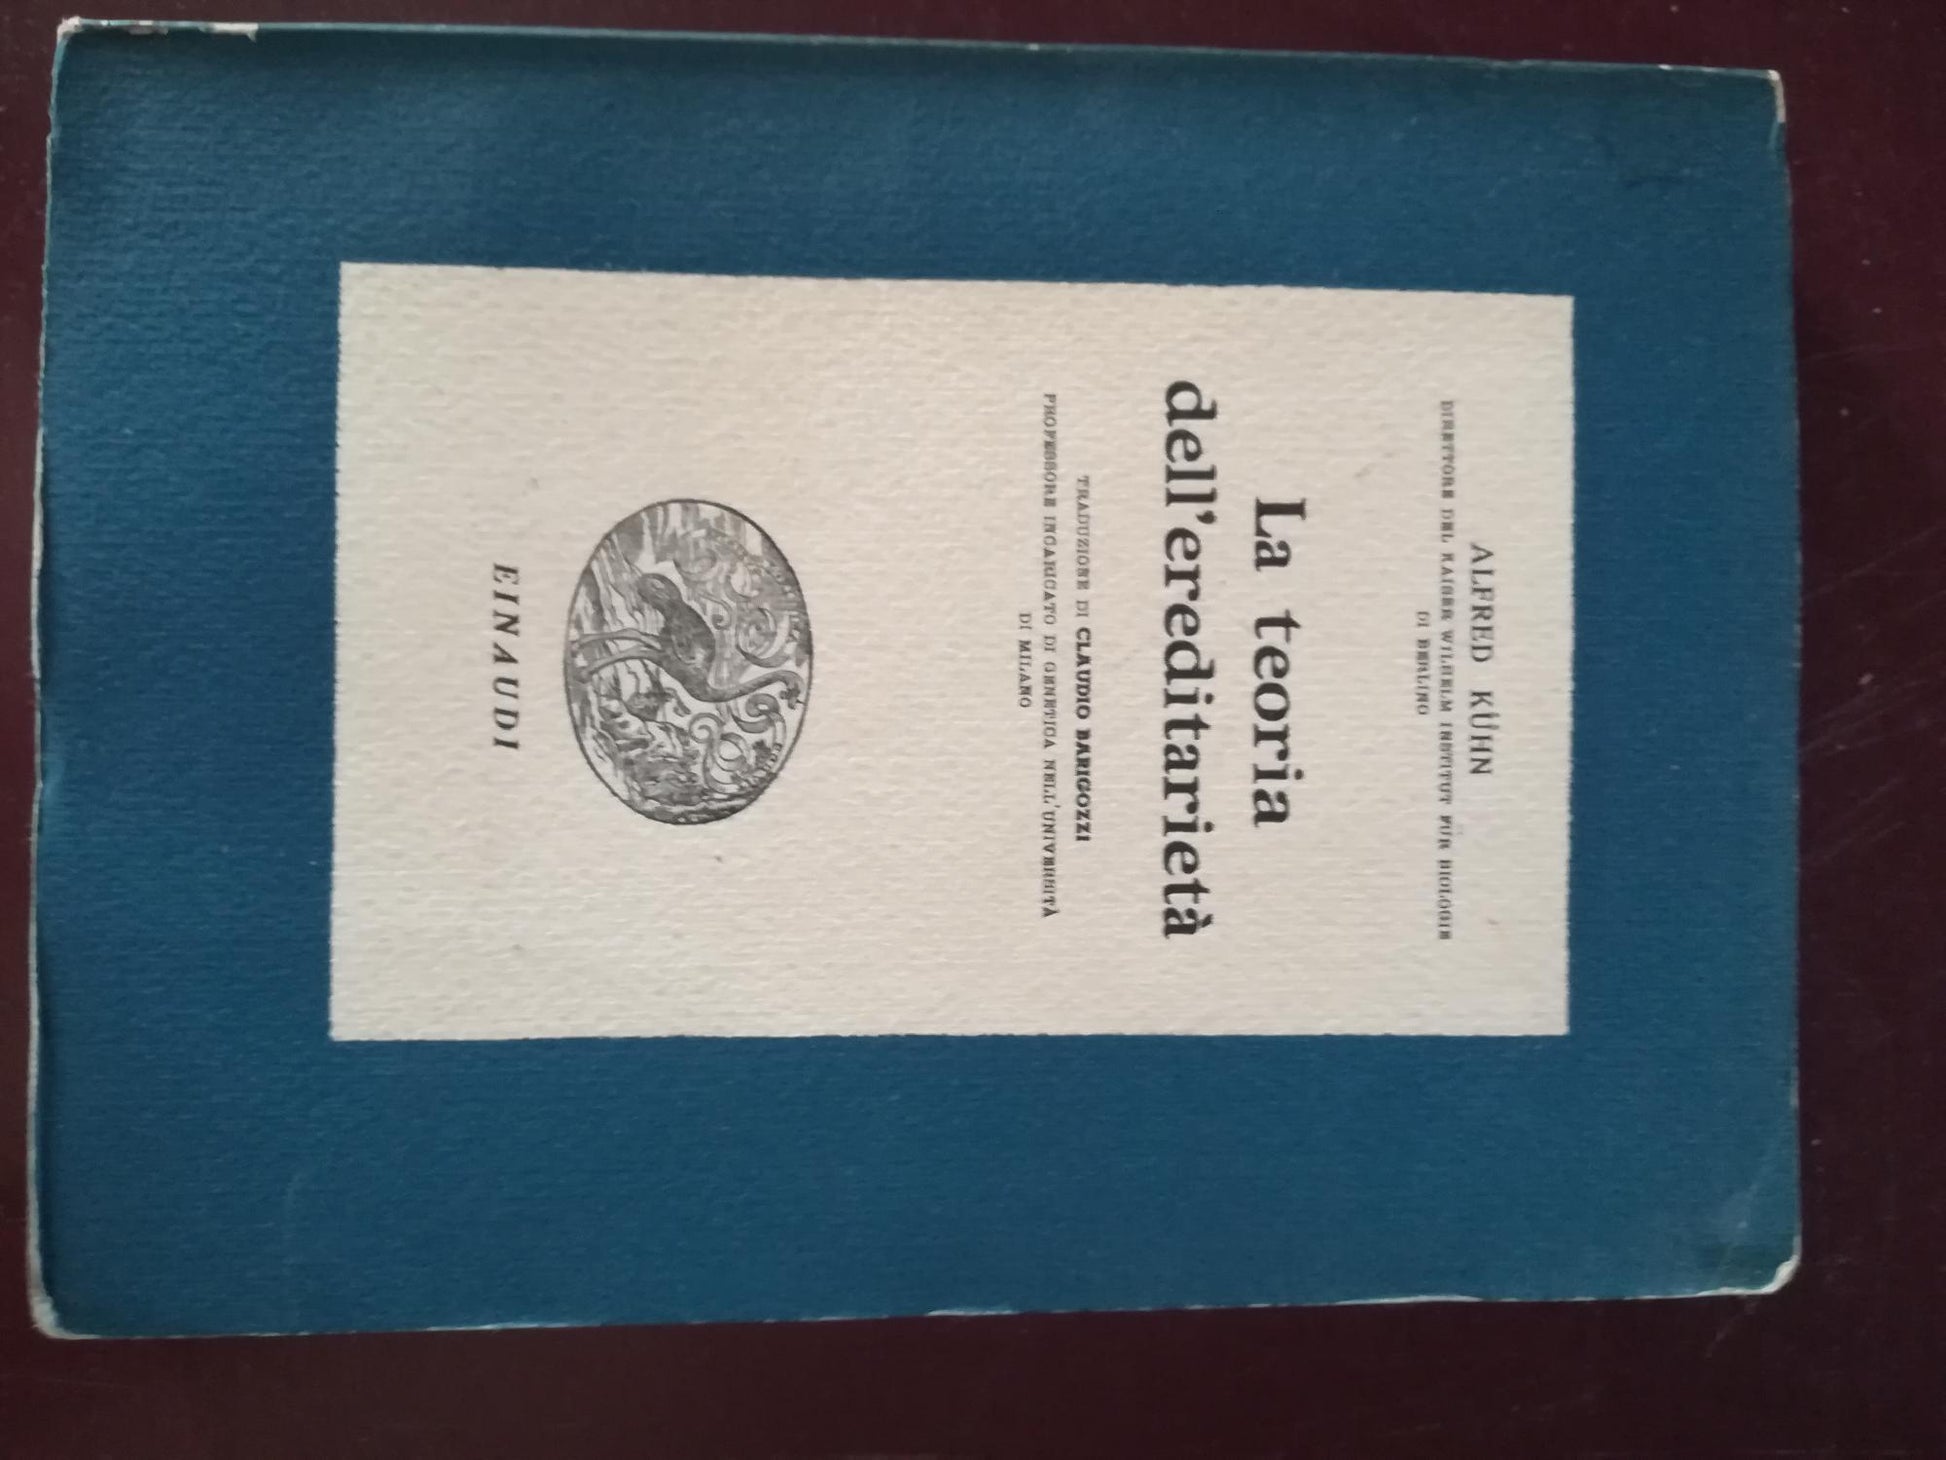 ALFRED KÜHN
DIRETTORE DEL KAISER WILHELM INSTITUT FÜR BIOLOGIE
DI BERLINO
La teoria
dell'ereditarietà
TRADUZIONE DI CLAUDIO BARIGOZZI
PROFESSORE INCARICATO DI GENETICA NELL'UNIVERSITÀ
DI MILANO
EINAUDI